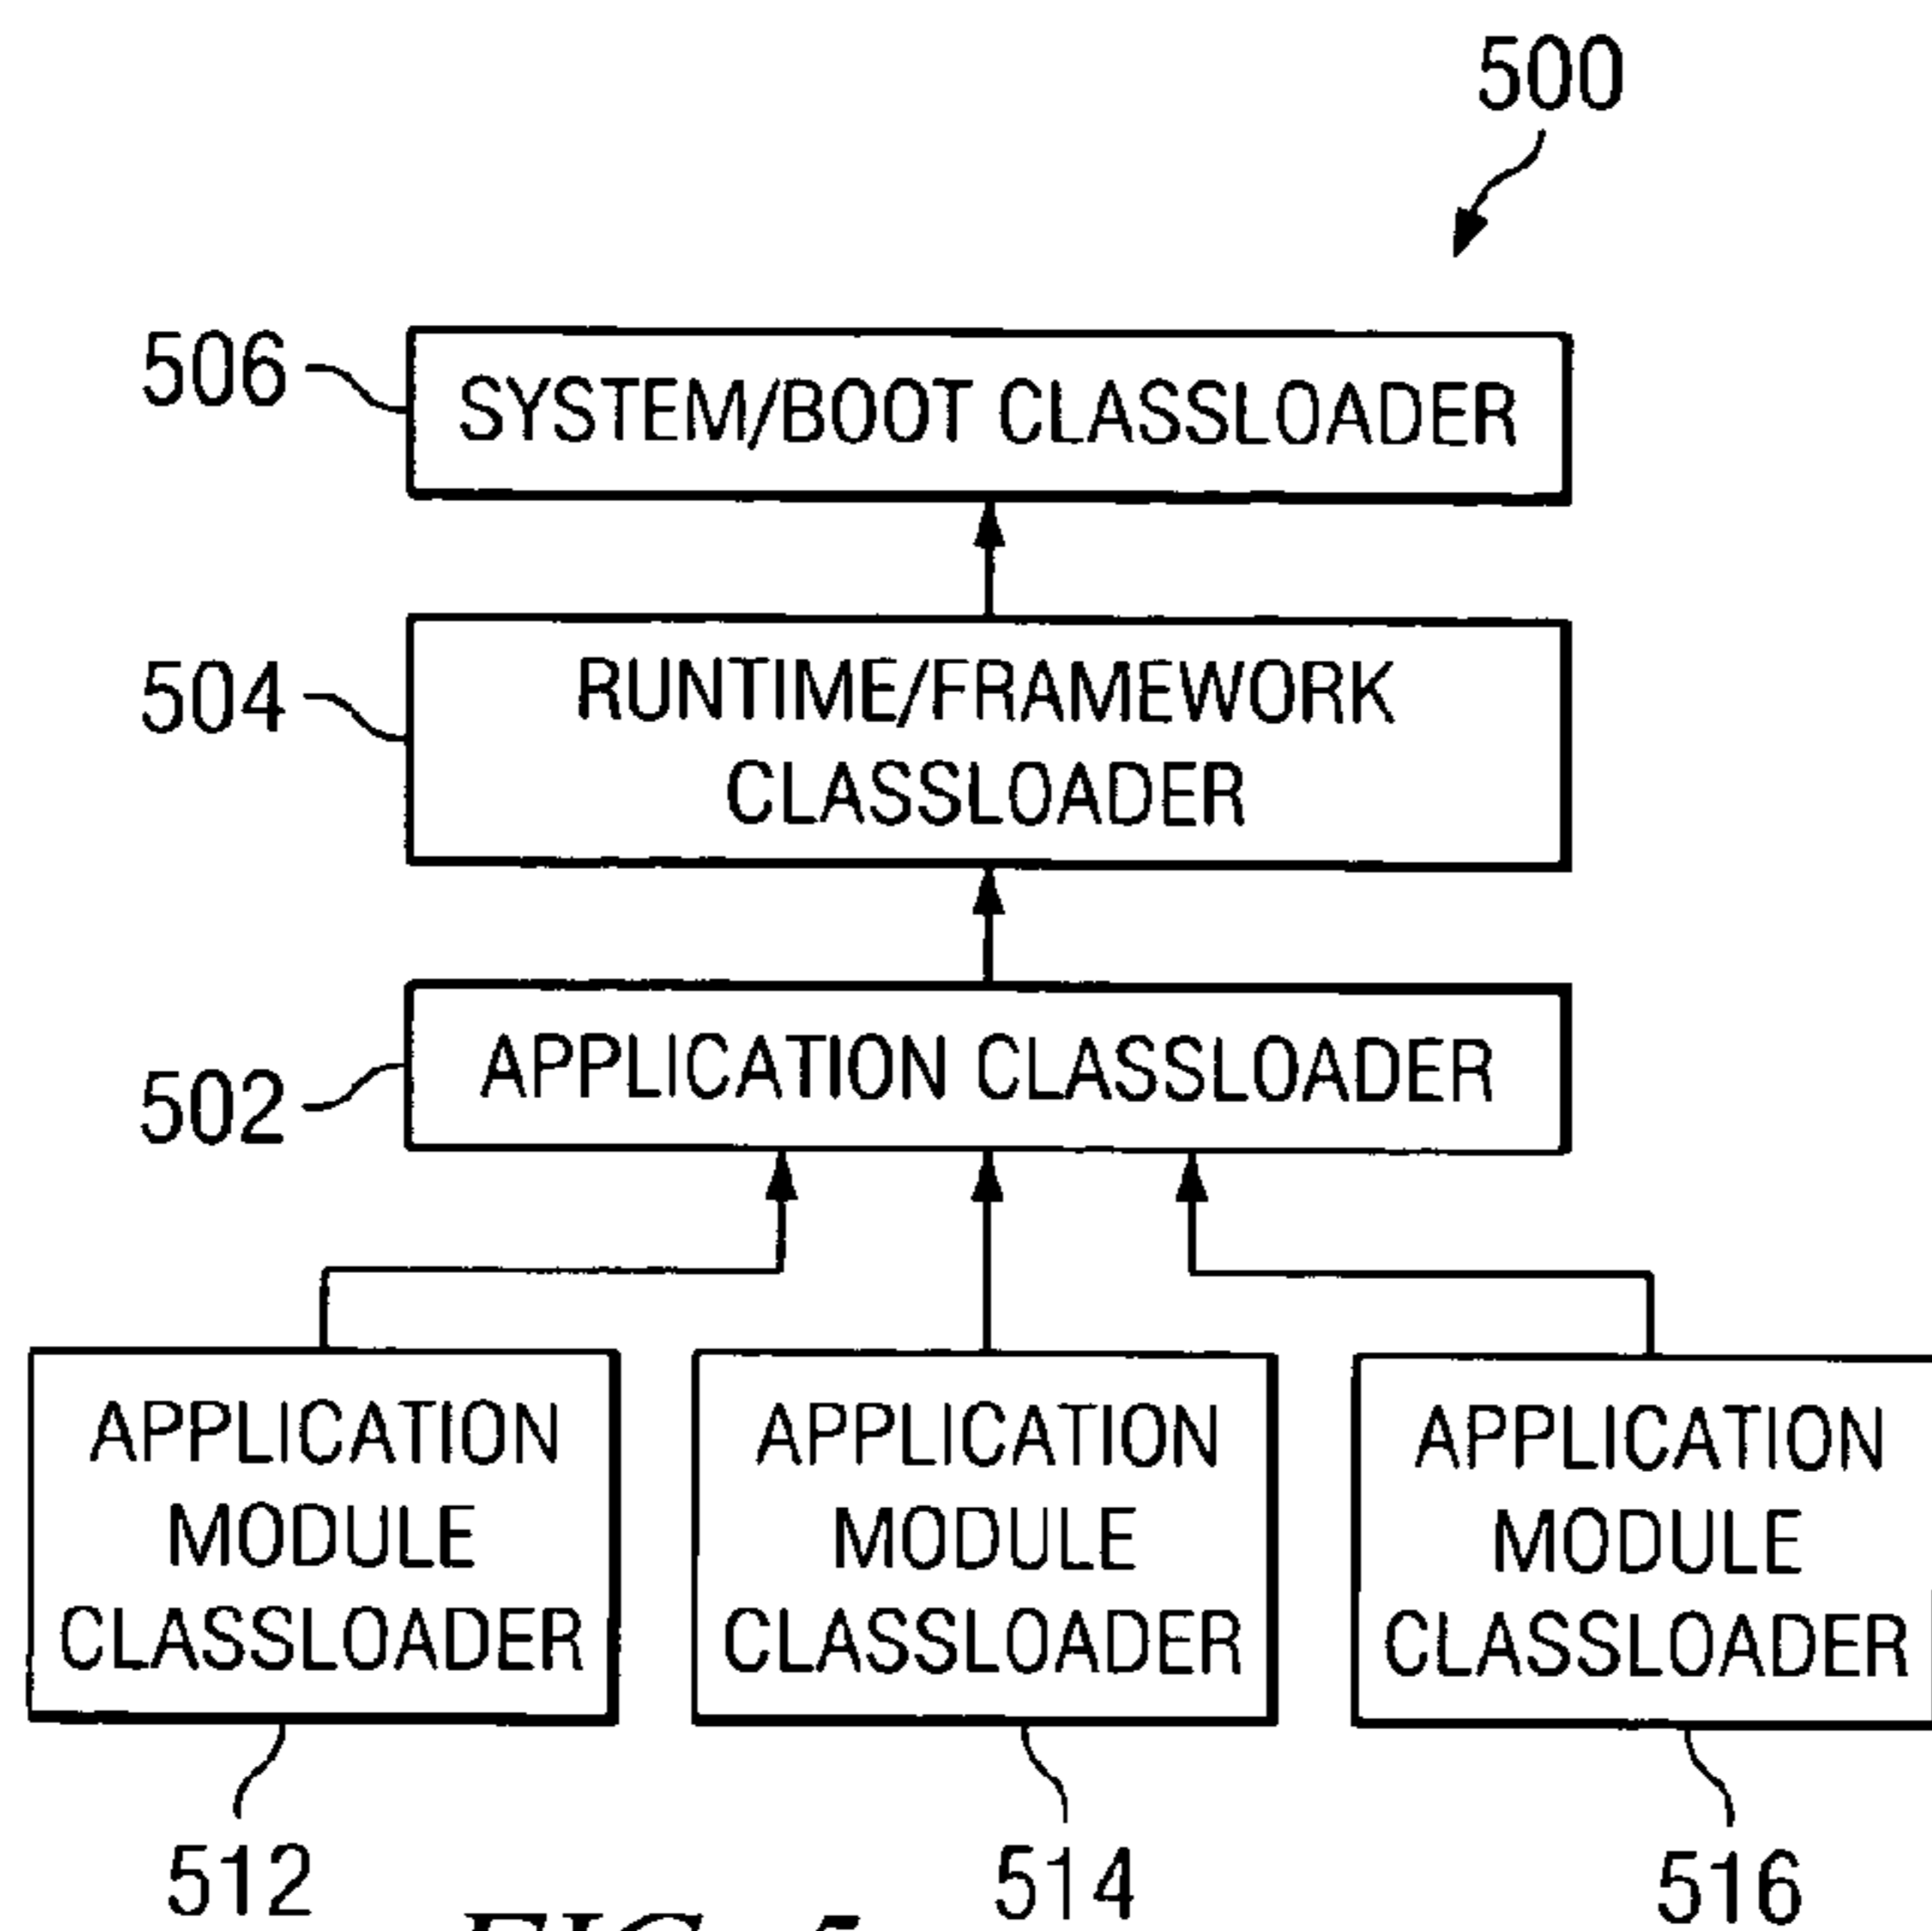 500
506
SYSTEM/BOOT CLASSLOADER
504
RUNTIME/FRAMEWORK
CLASSLOADER
502
APPLICATION CLASSLOADER
APPLICATION
MODULE
CLASSLOADER
APPLICATION
MODULE
CLASSLOADER
APPLICATION
MODULE
CLASSLOADER
512
514
516